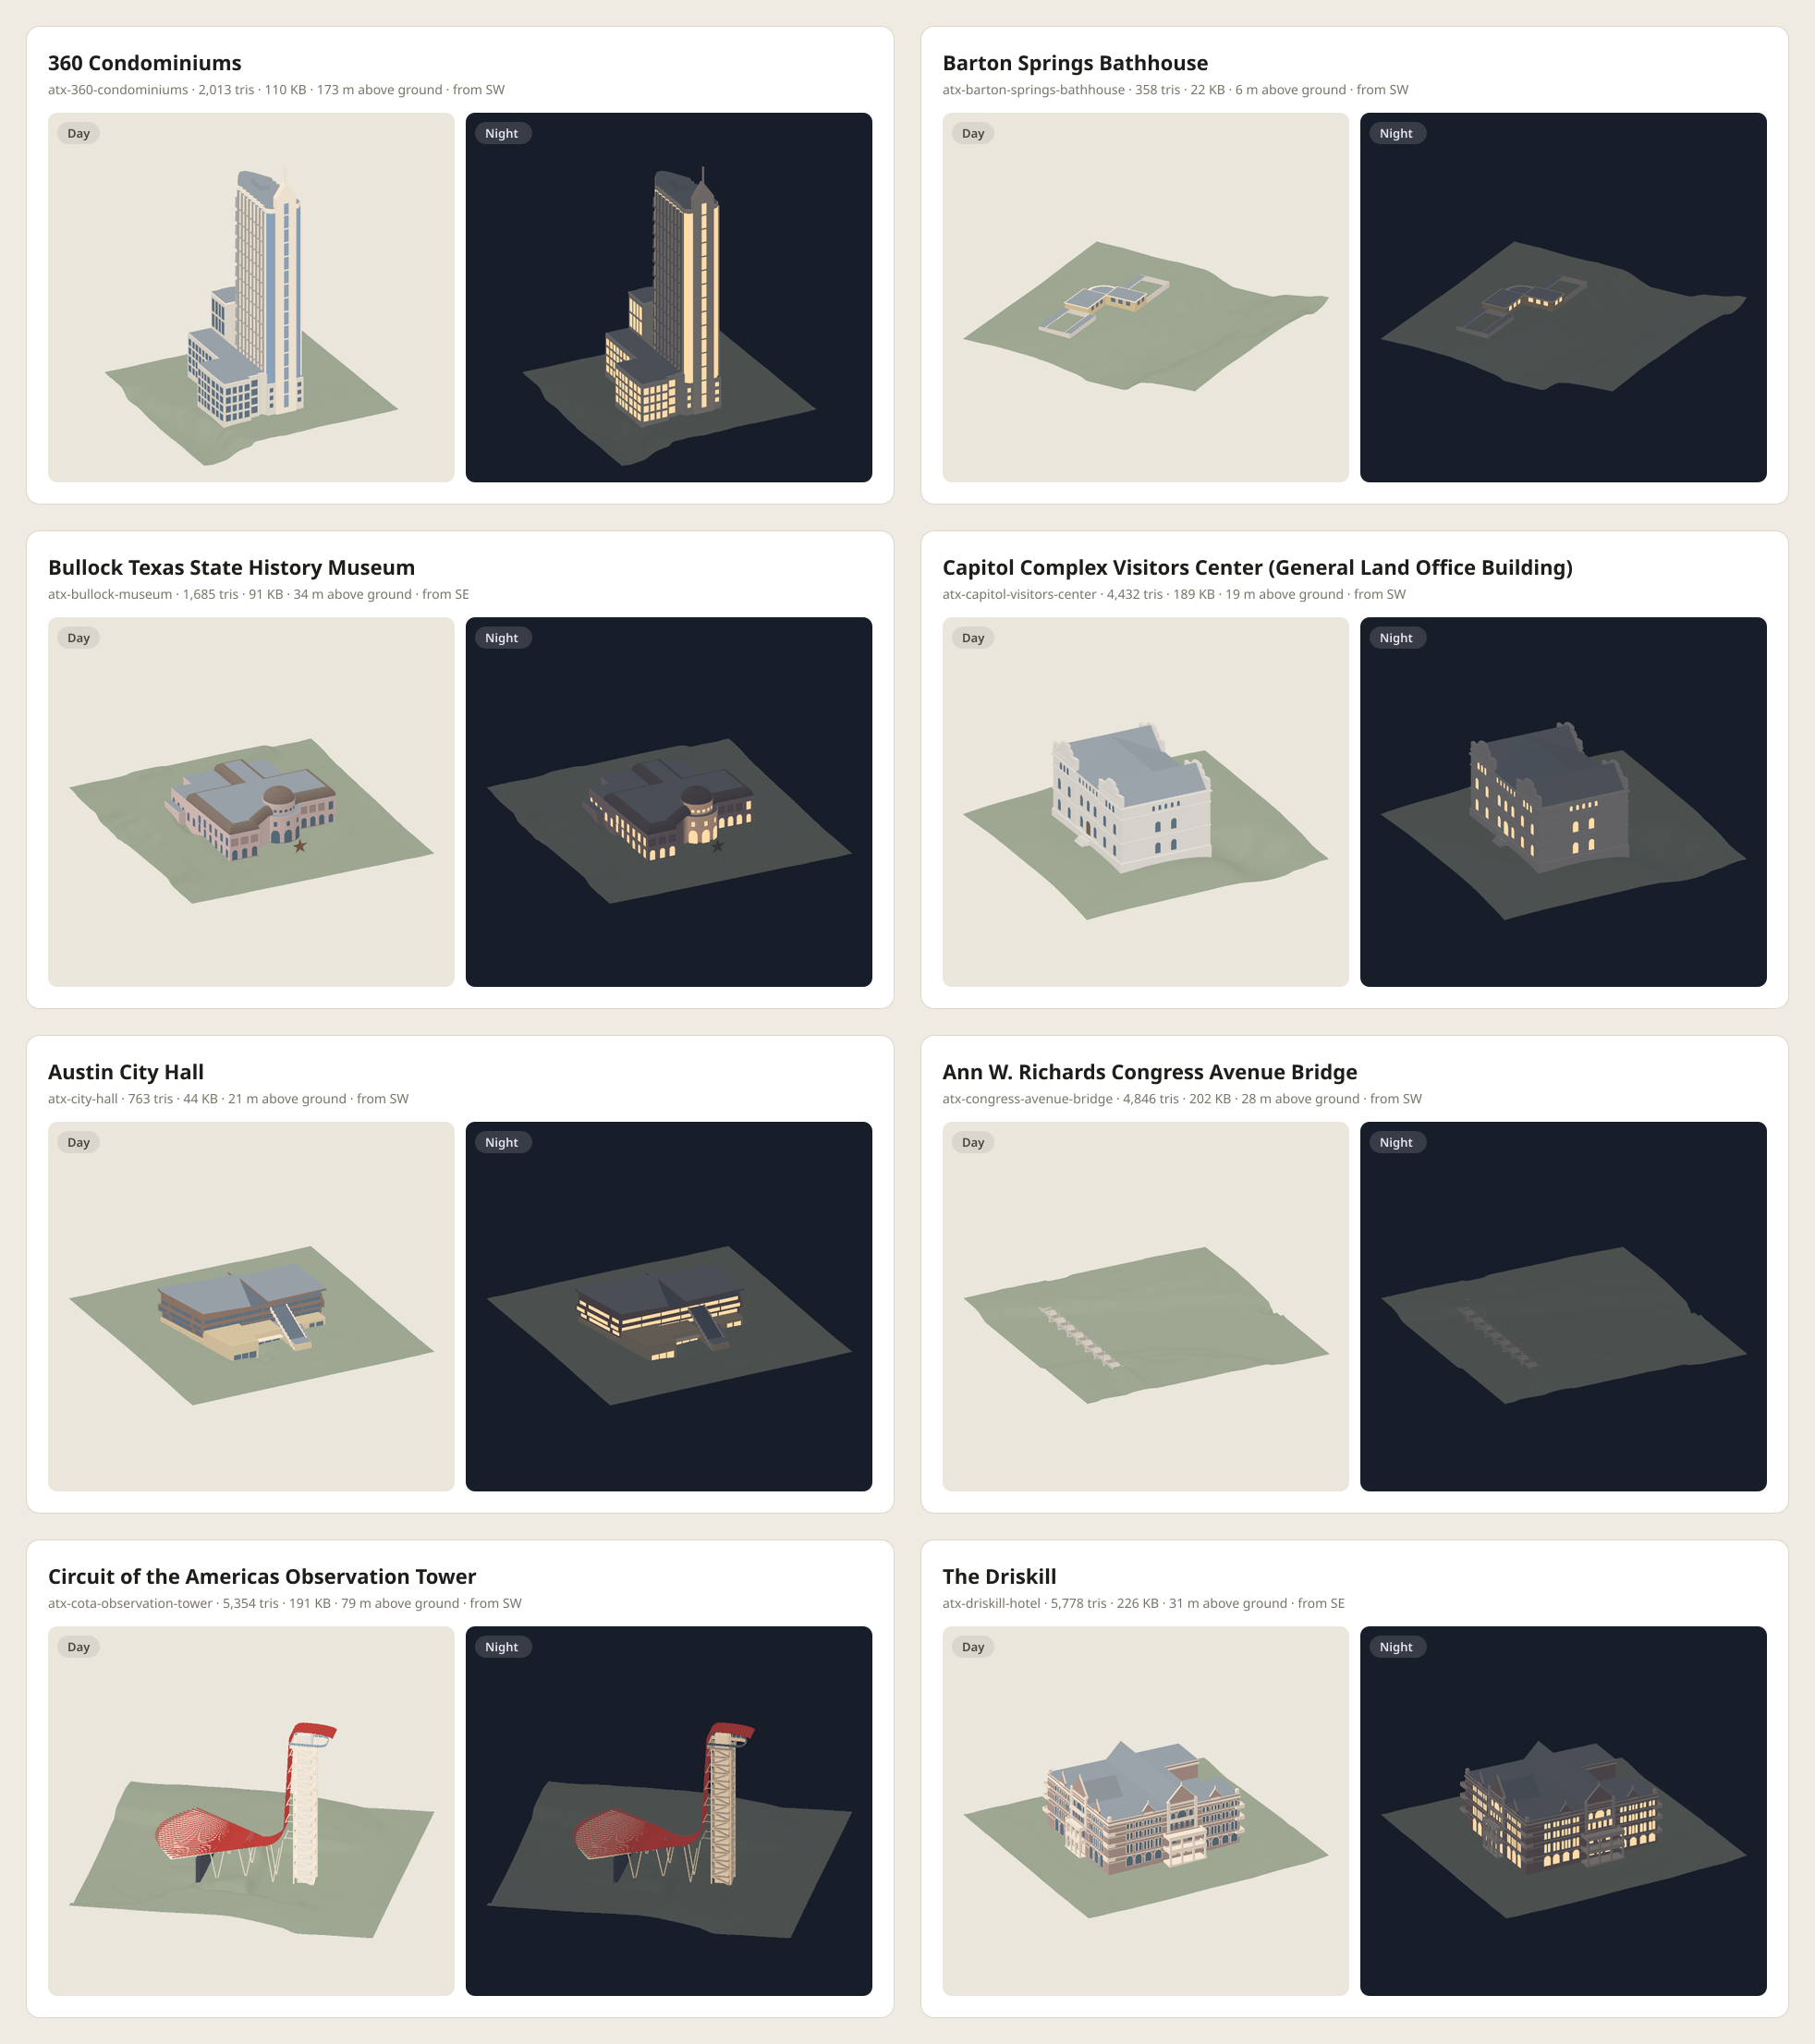 360 Condominiums
atx-360-condominiums · 2,013 tris · 110 KB · 173 m above ground · from SW
Day
Night
Barton Springs Bathhouse
atx-barton-springs-bathhouse · 358 tris · 22 KB · 6 m above ground · from SW
Day
Night
Bullock Texas State History Museum
atx-bullock-museum · 1,685 tris · 91 KB · 34 m above ground · from SE
Day
Night
Capitol Complex Visitors Center (General Land Office Building)
atx-capitol-visitors-center · 4,432 tris · 189 KB · 19 m above ground · from SW
Day
Night
Austin City Hall
atx-city-hall · 763 tris · 44 KB · 21 m above ground · from SW
Day
Night
Ann W. Richards Congress Avenue Bridge
atx-congress-avenue-bridge · 4,846 tris · 202 KB · 28 m above ground · from SW
Day
Night
Circuit of the Americas Observation Tower
atx-cota-observation-tower · 5,354 tris · 191 KB · 79 m above ground · from SW
Day
Night
The Driskill
atx-driskill-hotel · 5,778 tris · 226 KB · 31 m above ground · from SE
Day
Night